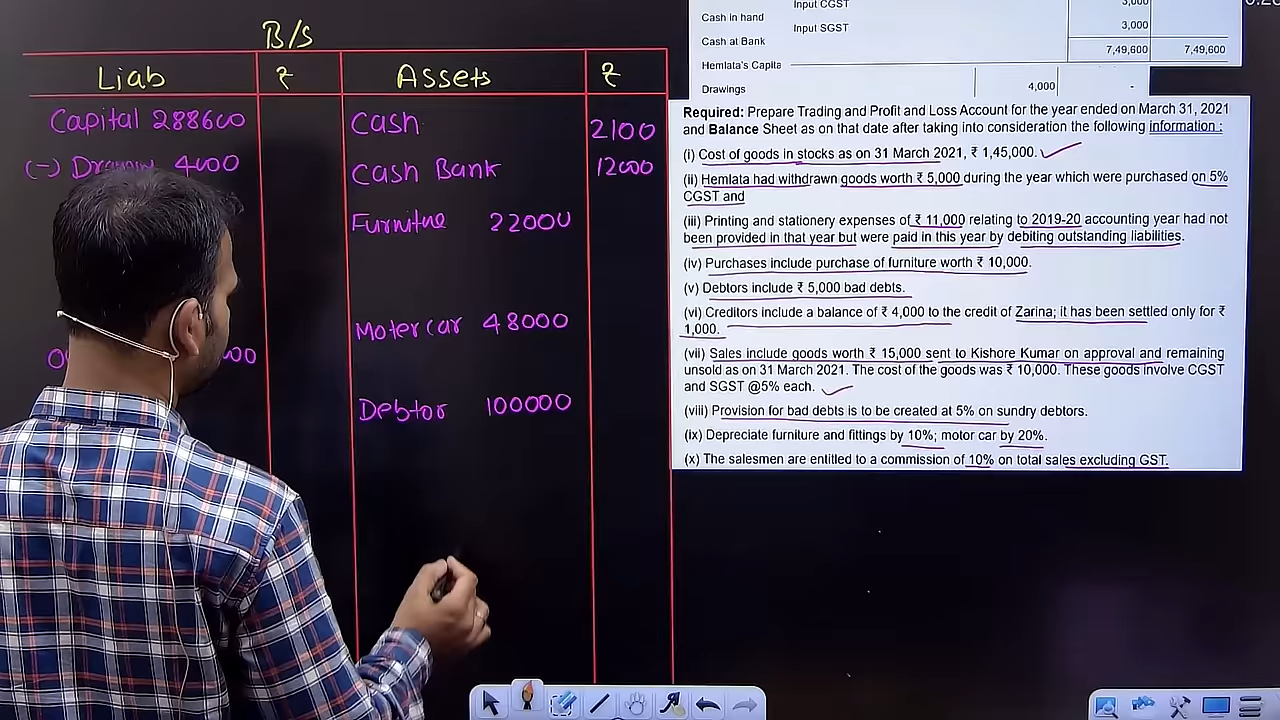 B/S
Liab ₹ Assets ₹
Capital 288600 Cash 2100
(-) Drawin 4000 Cash Bank 12000
Furnitue 22000
Motercar 48000
00
Debtor 100000
Input CGST 3,000
Cash in hand
Input SGST 3,000
Cash at Bank
7,49,600 7,49,600
Hemlata's Capita
Drawings 4,000 -
Required: Prepare Trading and Profit and Loss Account for the year ended on March 31, 2021
and Balance Sheet as on that date after taking into consideration the following information :
(i) Cost of goods in stocks as on 31 March 2021, ₹ 1,45,000.
(ii) Hemlata had withdrawn goods worth ₹ 5,000 during the year which were purchased on 5%
CGST and
(iii) Printing and stationery expenses of ₹ 11,000 relating to 2019-20 accounting year had not
been provided in that year but were paid in this year by debiting outstanding liabilities.
(iv) Purchases include purchase of furniture worth ₹ 10,000.
(v) Debtors include ₹ 5,000 bad debts.
(vi) Creditors include a balance of ₹ 4,000 to the credit of Zarina; it has been settled only for ₹
1,000.
(vii) Sales include goods worth ₹ 15,000 sent to Kishore Kumar on approval and remaining
unsold as on 31 March 2021. The cost of the goods was ₹ 10,000. These goods involve CGST
and SGST @5% each.
(viii) Provision for bad debts is to be created at 5% on sundry debtors.
(ix) Depreciate furniture and fittings by 10%; motor car by 20%.
(x) The salesmen are entitled to a commission of 10% on total sales excluding GST.